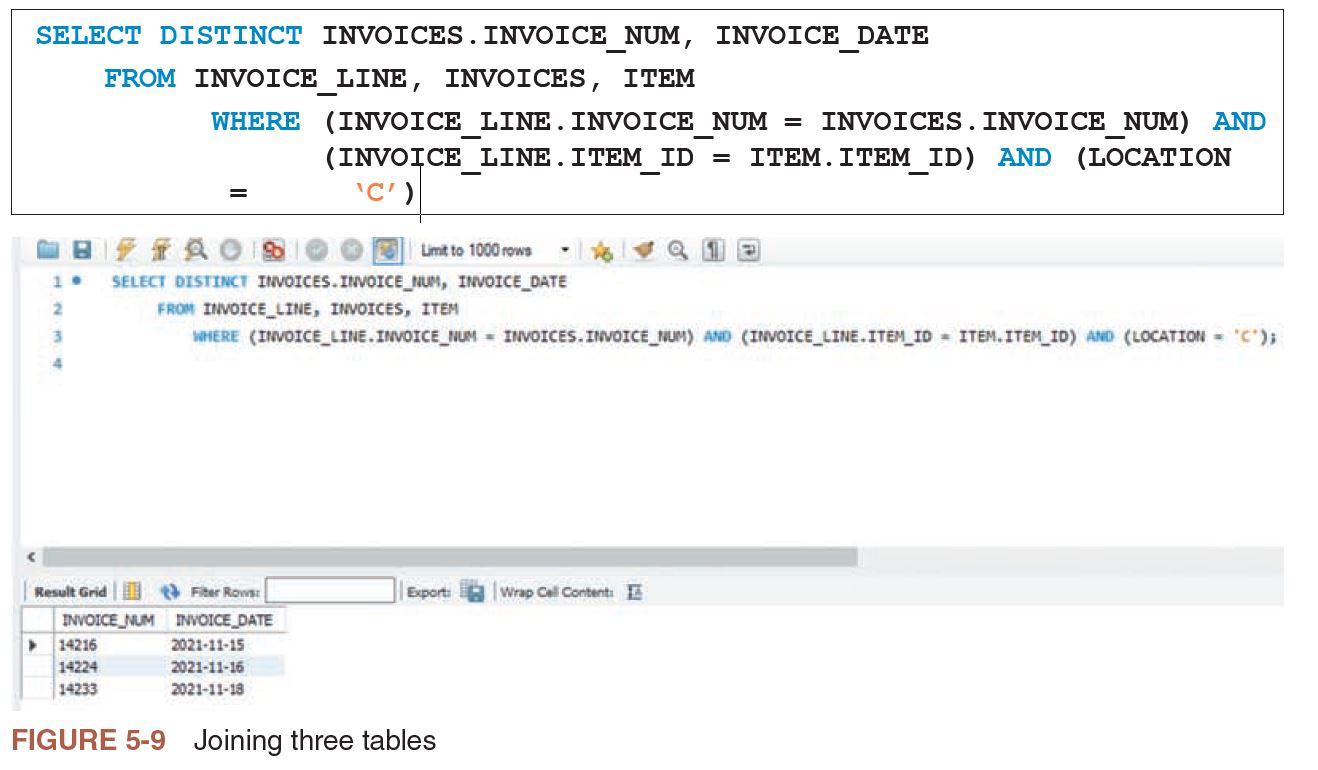 SELECT DISTINCT INVOICES.INVOICE_NUM, INVOICE_DATE
FROM INVOICE_LINE, INVOICES, ITEM
WHERE (INVOICE_LINE.INVOICE_NUM = INVOICES.INVOICE_NUM) AND
(INVOICE_LINE.ITEM_ID = ITEM.ITEM_ID) AND (LOCATION
= ‘C’)
Limit to 1000 rows
1 SELECT DISTINCT INVOICES.INVOICE_NUM, INVOICE_DATE
2 FROM INVOICE_LINE, INVOICES, ITEM
3 WHERE (INVOICE_LINE.INVOICE_NUM = INVOICES.INVOICE_NUM) AND (INVOICE_LINE.ITEM_ID = ITEM.ITEM_ID) AND (LOCATION = 'C');
4
Result Grid Filter Rows: Export: Wrap Cell Content:
INVOICE_NUM INVOICE_DATE
14216 2021-11-15
14224 2021-11-16
14233 2021-11-18
FIGURE 5-9 Joining three tables